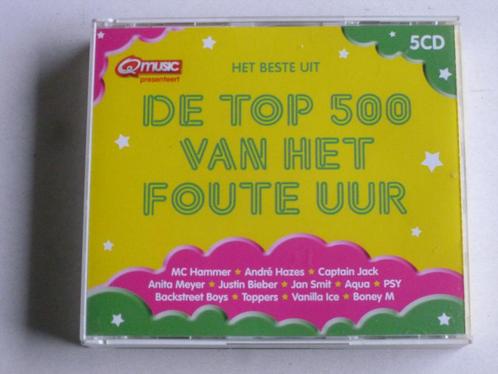 Q MUSIC
presenteert
HET BESTE UIT
5CD
DE TOP 500
VAN HET
FOUTE UUR
MC Hammer ★ André Hazes ★ Captain Jack
Anita Meyer ★ Justin Bieber ★ Jan Smit ★ Aqua ★ PSY
Backstreet Boys ★ Toppers ★ Vanilla Ice ★ Boney M